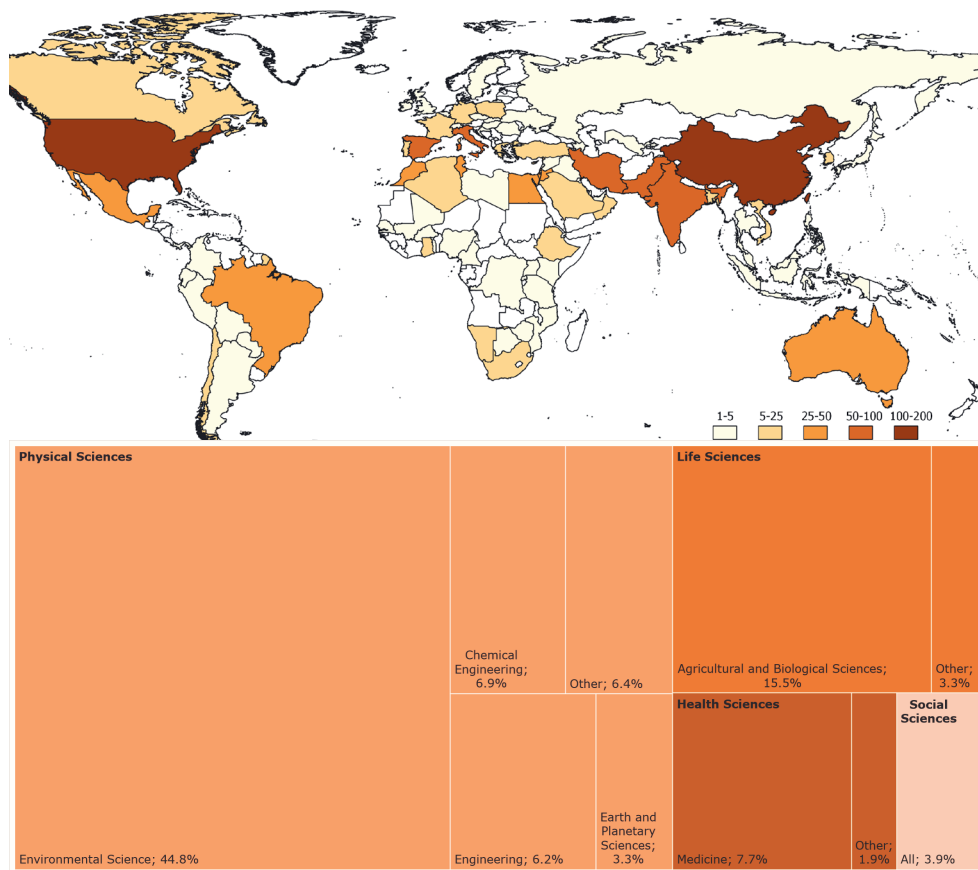 1-5 5-25 25-50 50-100 100-200
Physical Sciences
Chemical
Engineering;
6.9%
Other; 6.4%
Environmental Science; 44.8%
Engineering; 6.2%
Earth and
Planetary
Sciences;
3.3%
Life Sciences
Agricultural and Biological Sciences;
15.5%
Other;
3.3%
Health Sciences
Medicine; 7.7%
Other;
1.9%
Social
Sciences
All; 3.9%